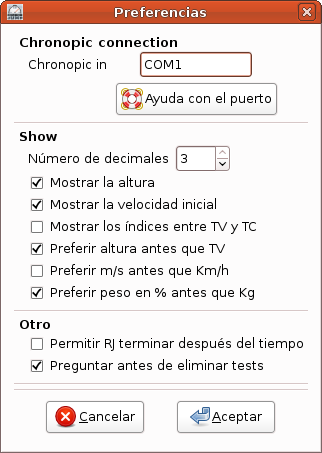 Preferencias
Chronopic connection
Chronopic in COM1
Ayuda con el puerto
Show
Número de decimales 3
Mostrar la altura
Mostrar la velocidad inicial
Mostrar los índices entre TV y TC
Preferir altura antes que TV
Preferir m/s antes que Km/h
Preferir peso en % antes que Kg
Otro
Permitir RJ terminar después del tiempo
Preguntar antes de eliminar tests
Cancelar Aceptar